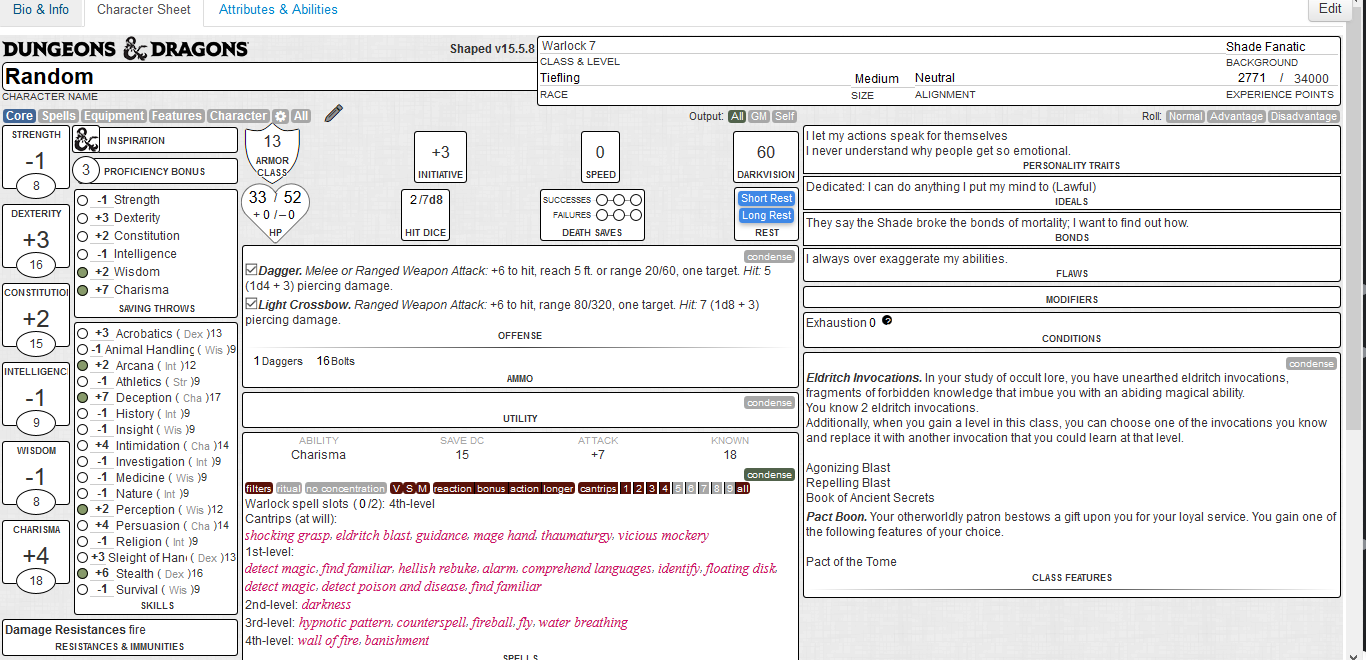 Bio & Info
Character Sheet
Attributes & Abilities
Edit
DUNGEONS & DRAGONS
Shaped v15.5.8
Random
CHARACTER NAME
Warlock 7
CLASS & LEVEL
Shade Fanatic
BACKGROUND
Tiefling
Medium
Neutral
2771 / 34000
RACE
SIZE
ALIGNMENT
EXPERIENCE POINTS
Core Spells Equipment Features Character All
Output: All GM Self
Roll: Normal Advantage Disadvantage
STRENGTH
-1
8
DEXTERITY
+3
16
CONSTITUTION
+2
15
INTELLIGENCE
-1
9
WISDOM
-1
8
CHARISMA
+4
18
INSPIRATION
3 PROFICIENCY BONUS
-1 Strength
+3 Dexterity
+2 Constitution
-1 Intelligence
+2 Wisdom
+7 Charisma
SAVING THROWS
+3 Acrobatics ( Dex )13
-1 Animal Handling ( Wis )9
+2 Arcana ( Int )12
-1 Athletics ( Str )9
+7 Deception ( Cha )17
-1 History ( Int )9
-1 Insight ( Wis )9
+4 Intimidation ( Cha )14
-1 Investigation ( Int )9
-1 Medicine ( Wis )9
-1 Nature ( Int )9
+2 Perception ( Wis )12
+4 Persuasion ( Cha )14
-1 Religion ( Int )9
+3 Sleight of Han ( Dex )13
+6 Stealth ( Dex )16
-1 Survival ( Wis )9
SKILLS
Damage Resistances fire
RESISTANCES & IMMUNITIES
13
ARMOR
CLASS
33 / 52
+ 0 / – 0
HP
+3
INITIATIVE
2 /7d8
HIT DICE
0
SPEED
SUCCESSES
FAILURES
DEATH SAVES
60
DARKVISION
Short Rest
Long Rest
REST
condense
Dagger. Melee or Ranged Weapon Attack: +6 to hit, reach 5 ft. or range 20/60, one target. Hit: 5
(1d4 + 3) piercing damage.
Light Crossbow. Ranged Weapon Attack: +6 to hit, range 80/320, one target. Hit: 7 (1d8 + 3)
piercing damage.
OFFENSE
1 Daggers 16 Bolts
AMMO
condense
UTILITY
ABILITY SAVE DC ATTACK KNOWN
Charisma 15 +7 18
condense
filters ritual no concentration V S M reaction bonus action longer cantrips 1 2 3 4 5 6 7 8 9 all
Warlock spell slots ( 0 /2): 4th-level
Cantrips (at will):
shocking grasp, eldritch blast, guidance, mage hand, thaumaturgy, vicious mockery
1st-level:
detect magic, find familiar, hellish rebuke, alarm, comprehend languages, identify, floating disk,
detect magic, detect poison and disease, find familiar
2nd-level: darkness
3rd-level: hypnotic pattern, counterspell, fireball, fly, water breathing
4th-level: wall of fire, banishment
SPELLS
I let my actions speak for themselves
I never understand why people get so emotional.
PERSONALITY TRAITS
Dedicated: I can do anything I put my mind to (Lawful)
IDEALS
They say the Shade broke the bonds of mortality; I want to find out how.
BONDS
I always over exaggerate my abilities.
FLAWS
MODIFIERS
Exhaustion 0
CONDITIONS
condense
Eldritch Invocations. In your study of occult lore, you have unearthed eldritch invocations,
fragments of forbidden knowledge that imbue you with an abiding magical ability.
You know 2 eldritch invocations.
Additionally, when you gain a level in this class, you can choose one of the invocations you know
and replace it with another invocation that you could learn at that level.
Agonizing Blast
Repelling Blast
Book of Ancient Secrets
Pact Boon. Your otherworldly patron bestows a gift upon you for your loyal service. You gain one of
the following features of your choice.
Pact of the Tome
CLASS FEATURES